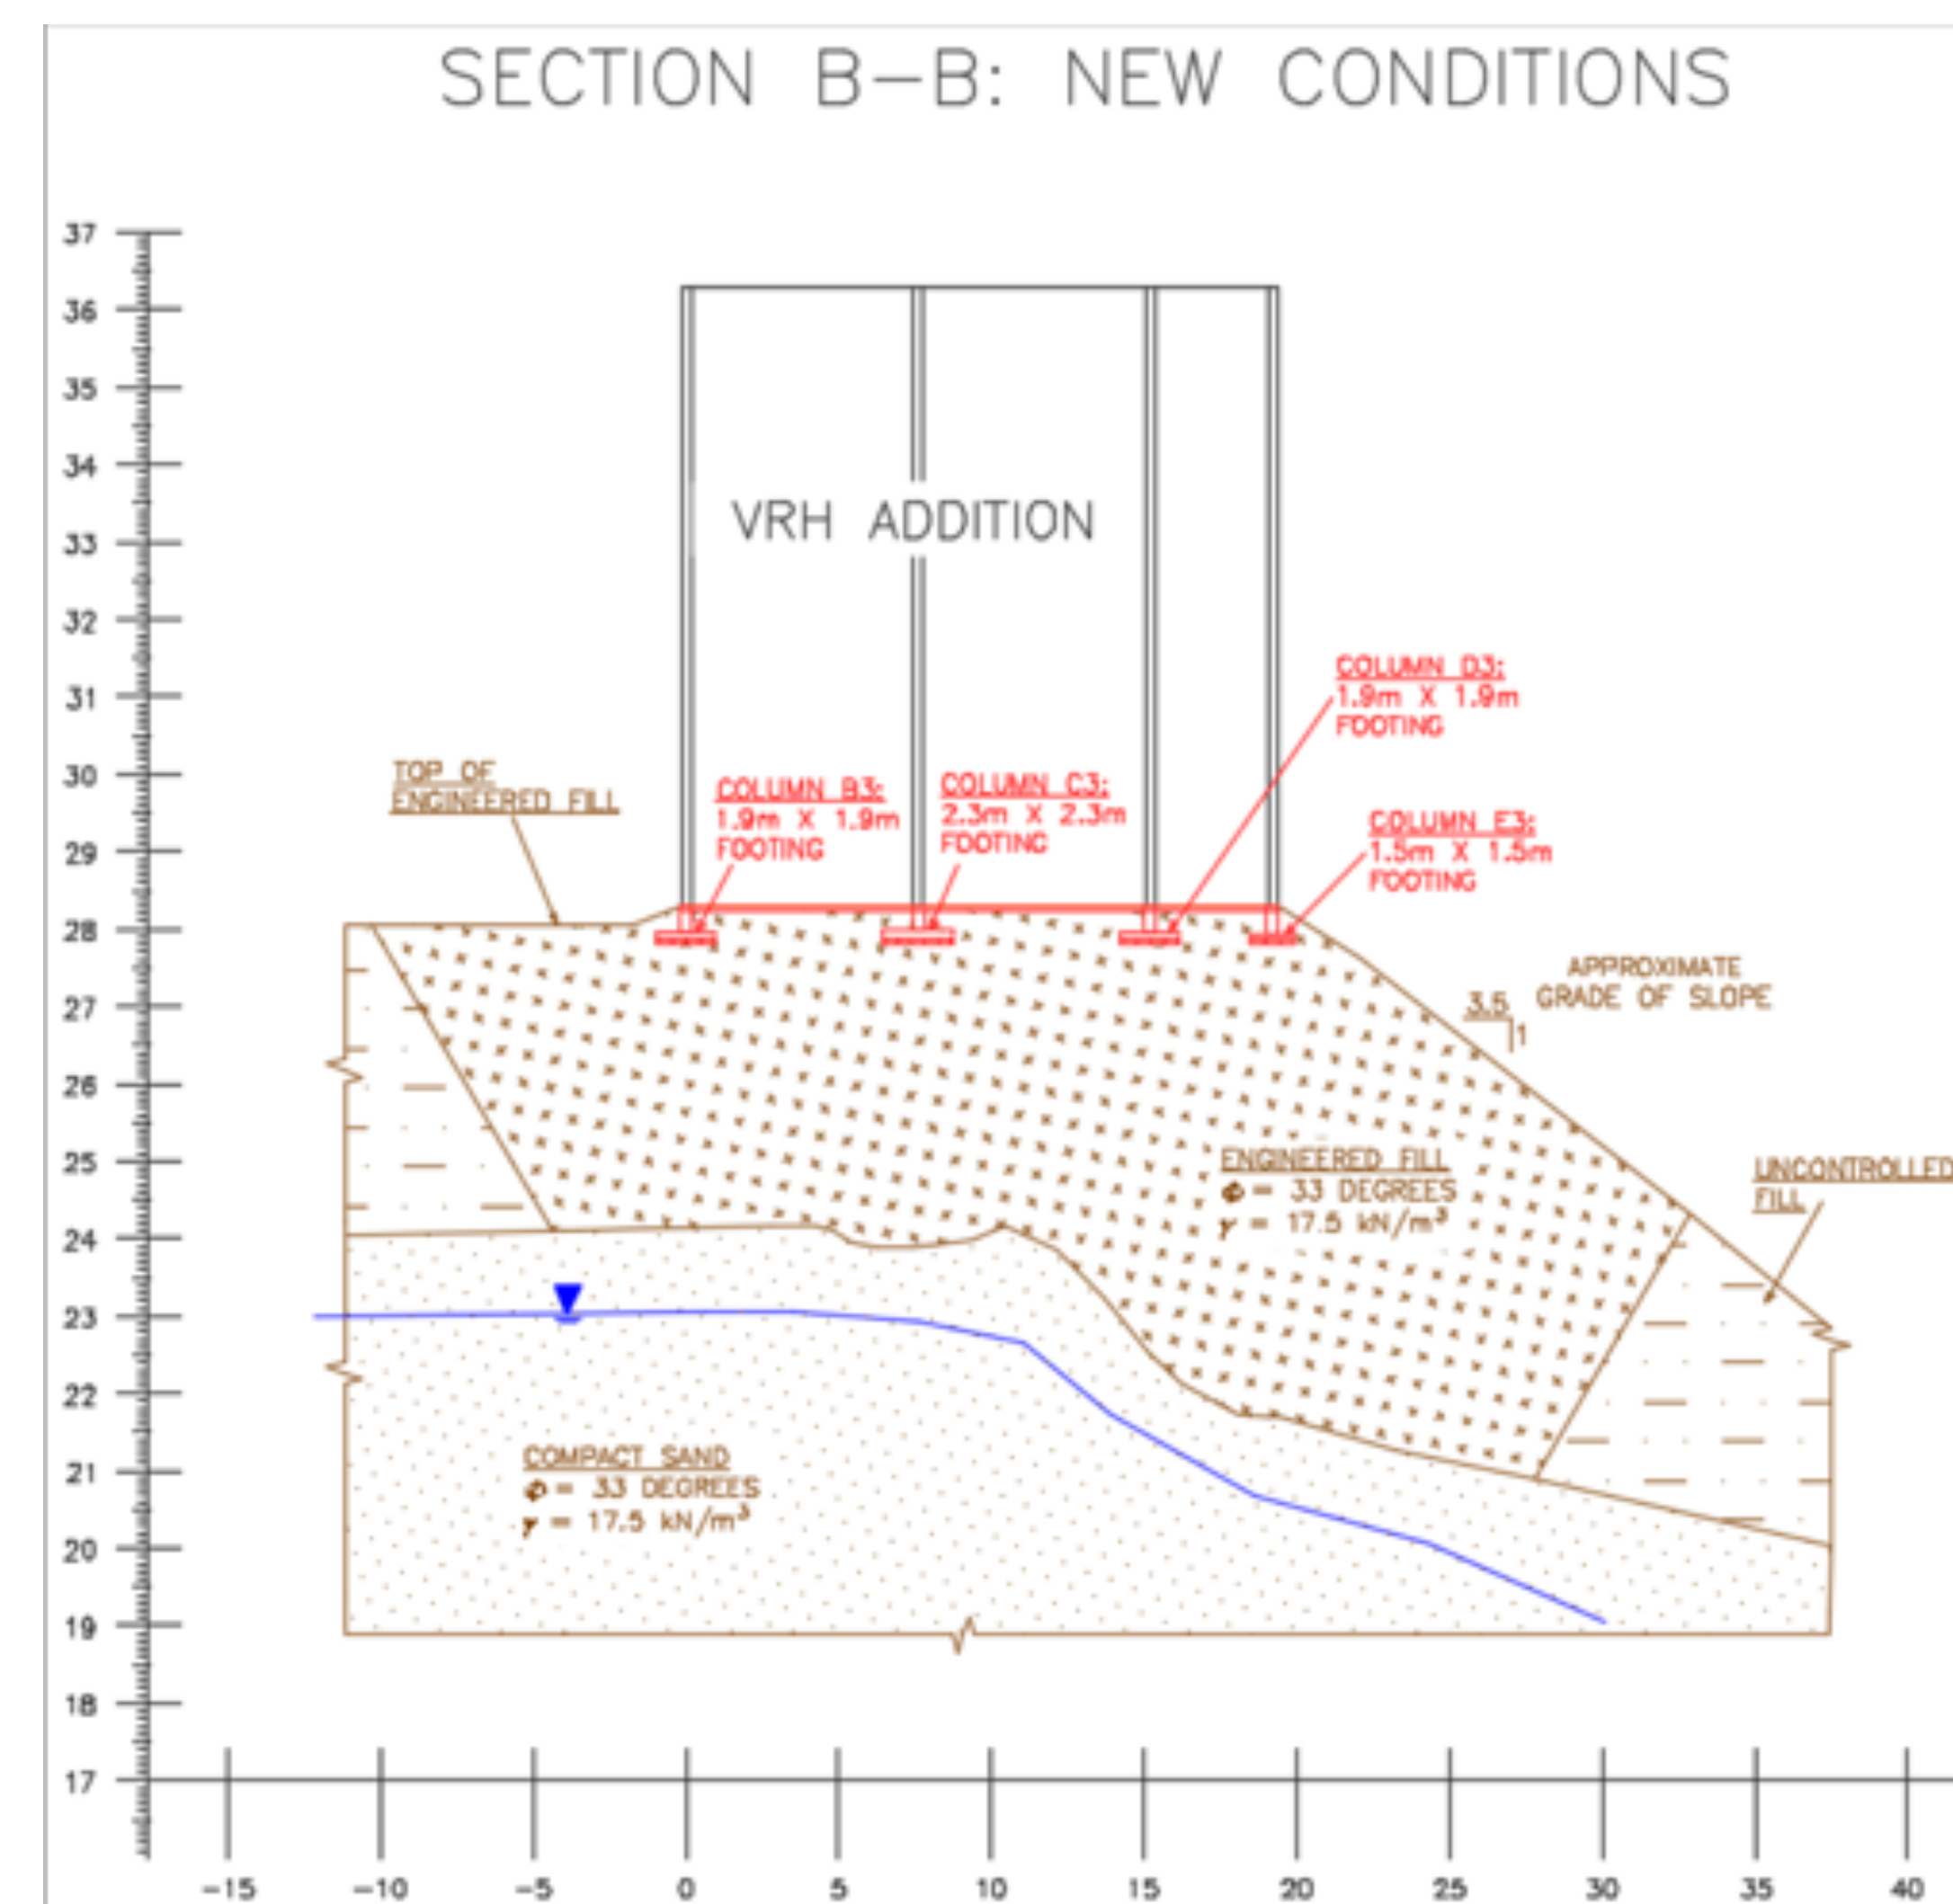 SECTION B-B: NEW CONDITIONS
37
36
35
34
33
32
31
30
29
28
27
26
25
24
23
22
21
20
19
18
17
VRH ADDITION
COLUMN D3:
1.9m X 1.9m
FOOTING
TOP OF
ENGINEERED FILL
COLUMN B3:
1.9m X 1.9m
FOOTING
COLUMN C3:
2.3m X 2.3m
FOOTING
COLUMN E3:
1.5m X 1.5m
FOOTING
APPROXIMATE
GRADE OF SLOPE
3.5
1
ENGINEERED FILL
Φ = 33 DEGREES
γ = 17.5 kN/m³
UNCONTROLLED
FILL
COMPACT SAND
Φ = 33 DEGREES
γ = 17.5 kN/m³
-15 -10 -5 0 5 10 15 20 25 30 35 40